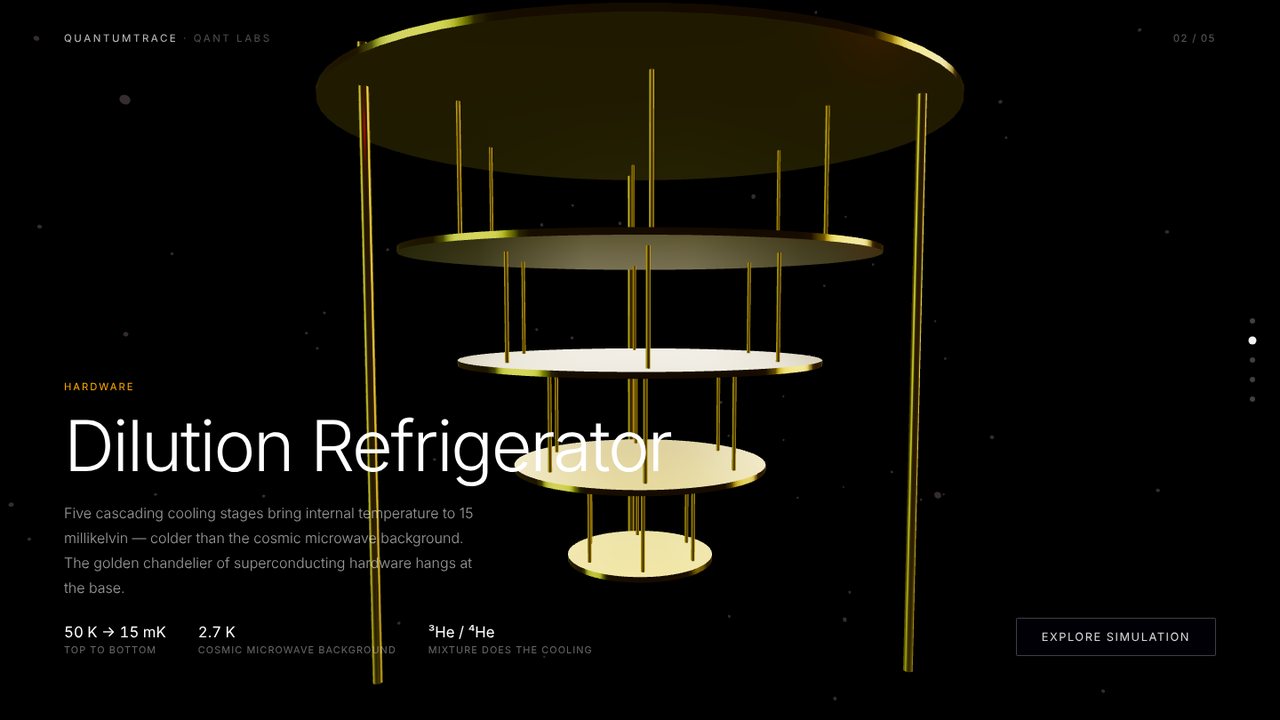 QUANTUMTRACE · QANT LABS
02 / 05
HARDWARE
Dilution Refrigerator
Five cascading cooling stages bring internal temperature to 15
millikelvin — colder than the cosmic microwave background.
The golden chandelier of superconducting hardware hangs at
the base.
50 K → 15 mK
TOP TO BOTTOM
2.7 K
COSMIC MICROWAVE BACKGROUND
³He / ⁴He
MIXTURE DOES THE COOLING
EXPLORE SIMULATION